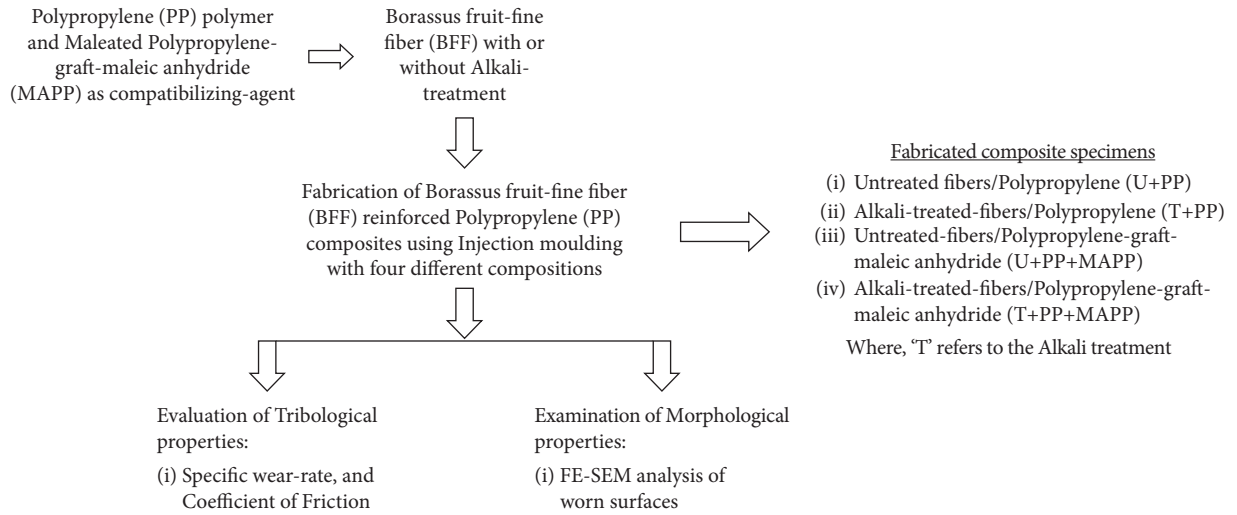 Polypropylene (PP) polymer
and Maleated Polypropylene-
graft-maleic anhydride
(MAPP) as compatibilizing-agent
Borassus fruit-fine
fiber (BFF) with or
without Alkali-
treatment
Fabrication of Borassus fruit-fine fiber
(BFF) reinforced Polypropylene (PP)
composites using Injection moulding
with four different compositions
Fabricated composite specimens
(i) Untreated fibers/Polypropylene (U+PP)
(ii) Alkali-treated-fibers/Polypropylene (T+PP)
(iii) Untreated-fibers/Polypropylene-graft-
maleic anhydride (U+PP+MAPP)
(iv) Alkali-treated-fibers/Polypropylene-graft-
maleic anhydride (T+PP+MAPP)
Where, ‘T’ refers to the Alkali treatment
Evaluation of Tribological
properties:
(i) Specific wear-rate, and
Coefficient of Friction
Examination of Morphological
properties:
(i) FE-SEM analysis of
worn surfaces